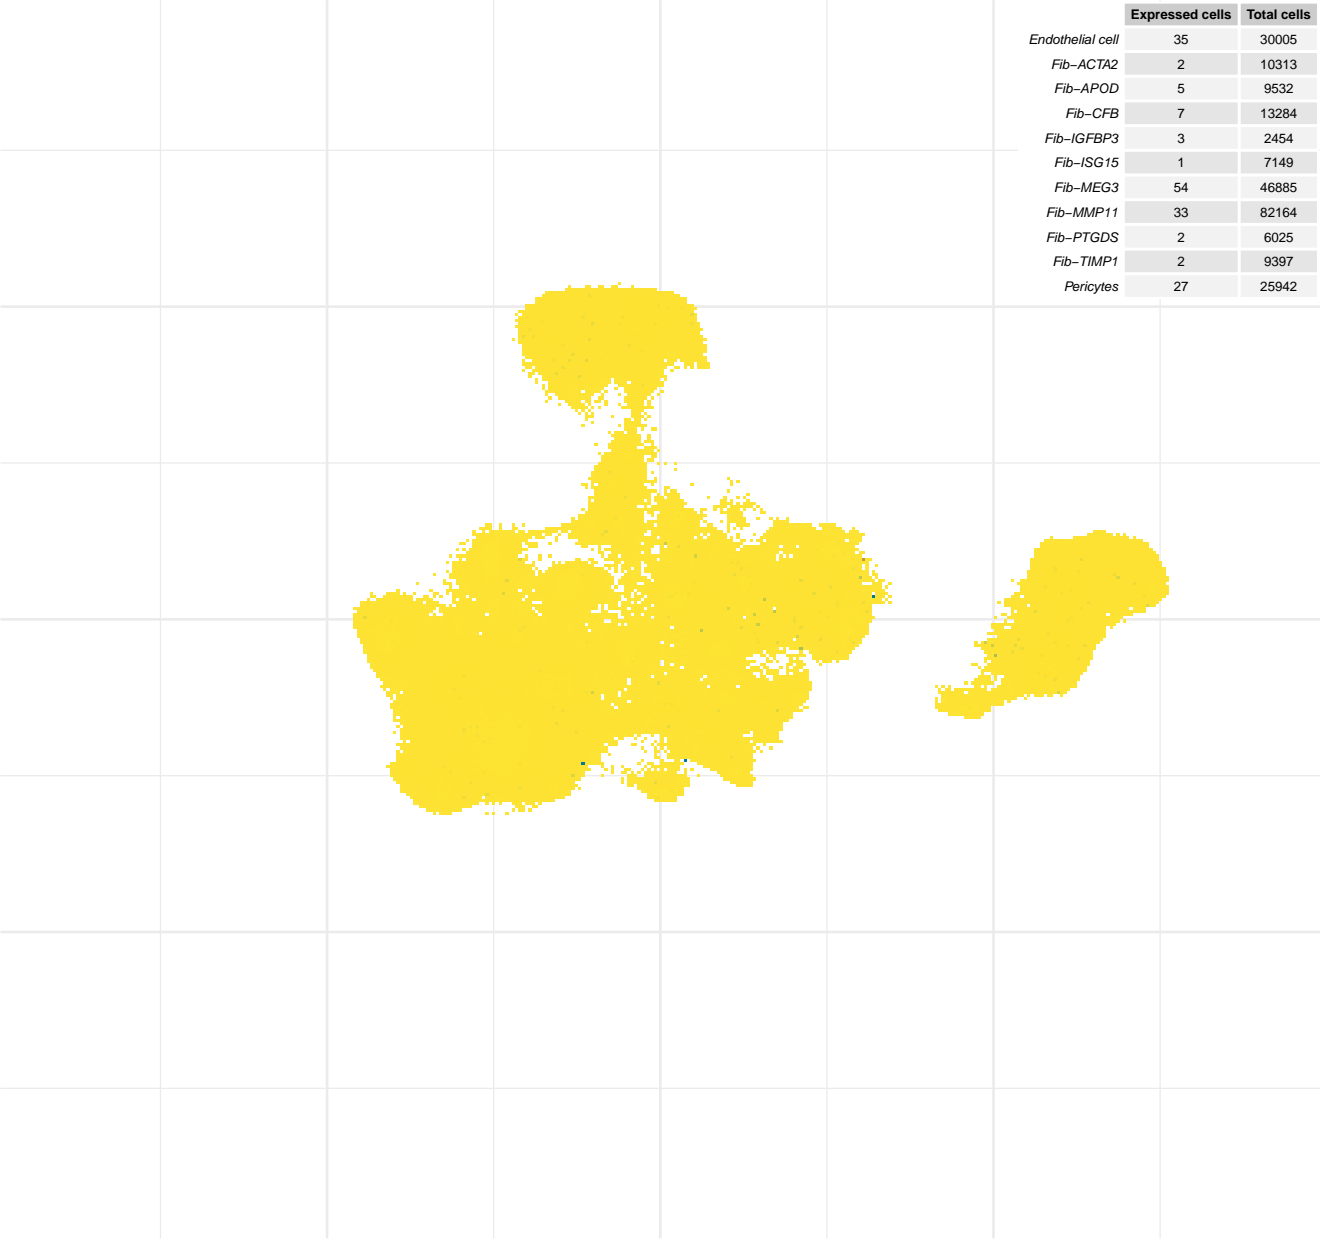 Expressed cells Total cells
Endothelial cell 35 30005
Fib−ACTA2 2 10313
Fib−APOD 5 9532
Fib−CFB 7 13284
Fib−IGFBP3 3 2454
Fib−ISG15 1 7149
Fib−MEG3 54 46885
Fib−MMP11 33 82164
Fib−PTGDS 2 6025
Fib−TIMP1 2 9397
Pericytes 27 25942